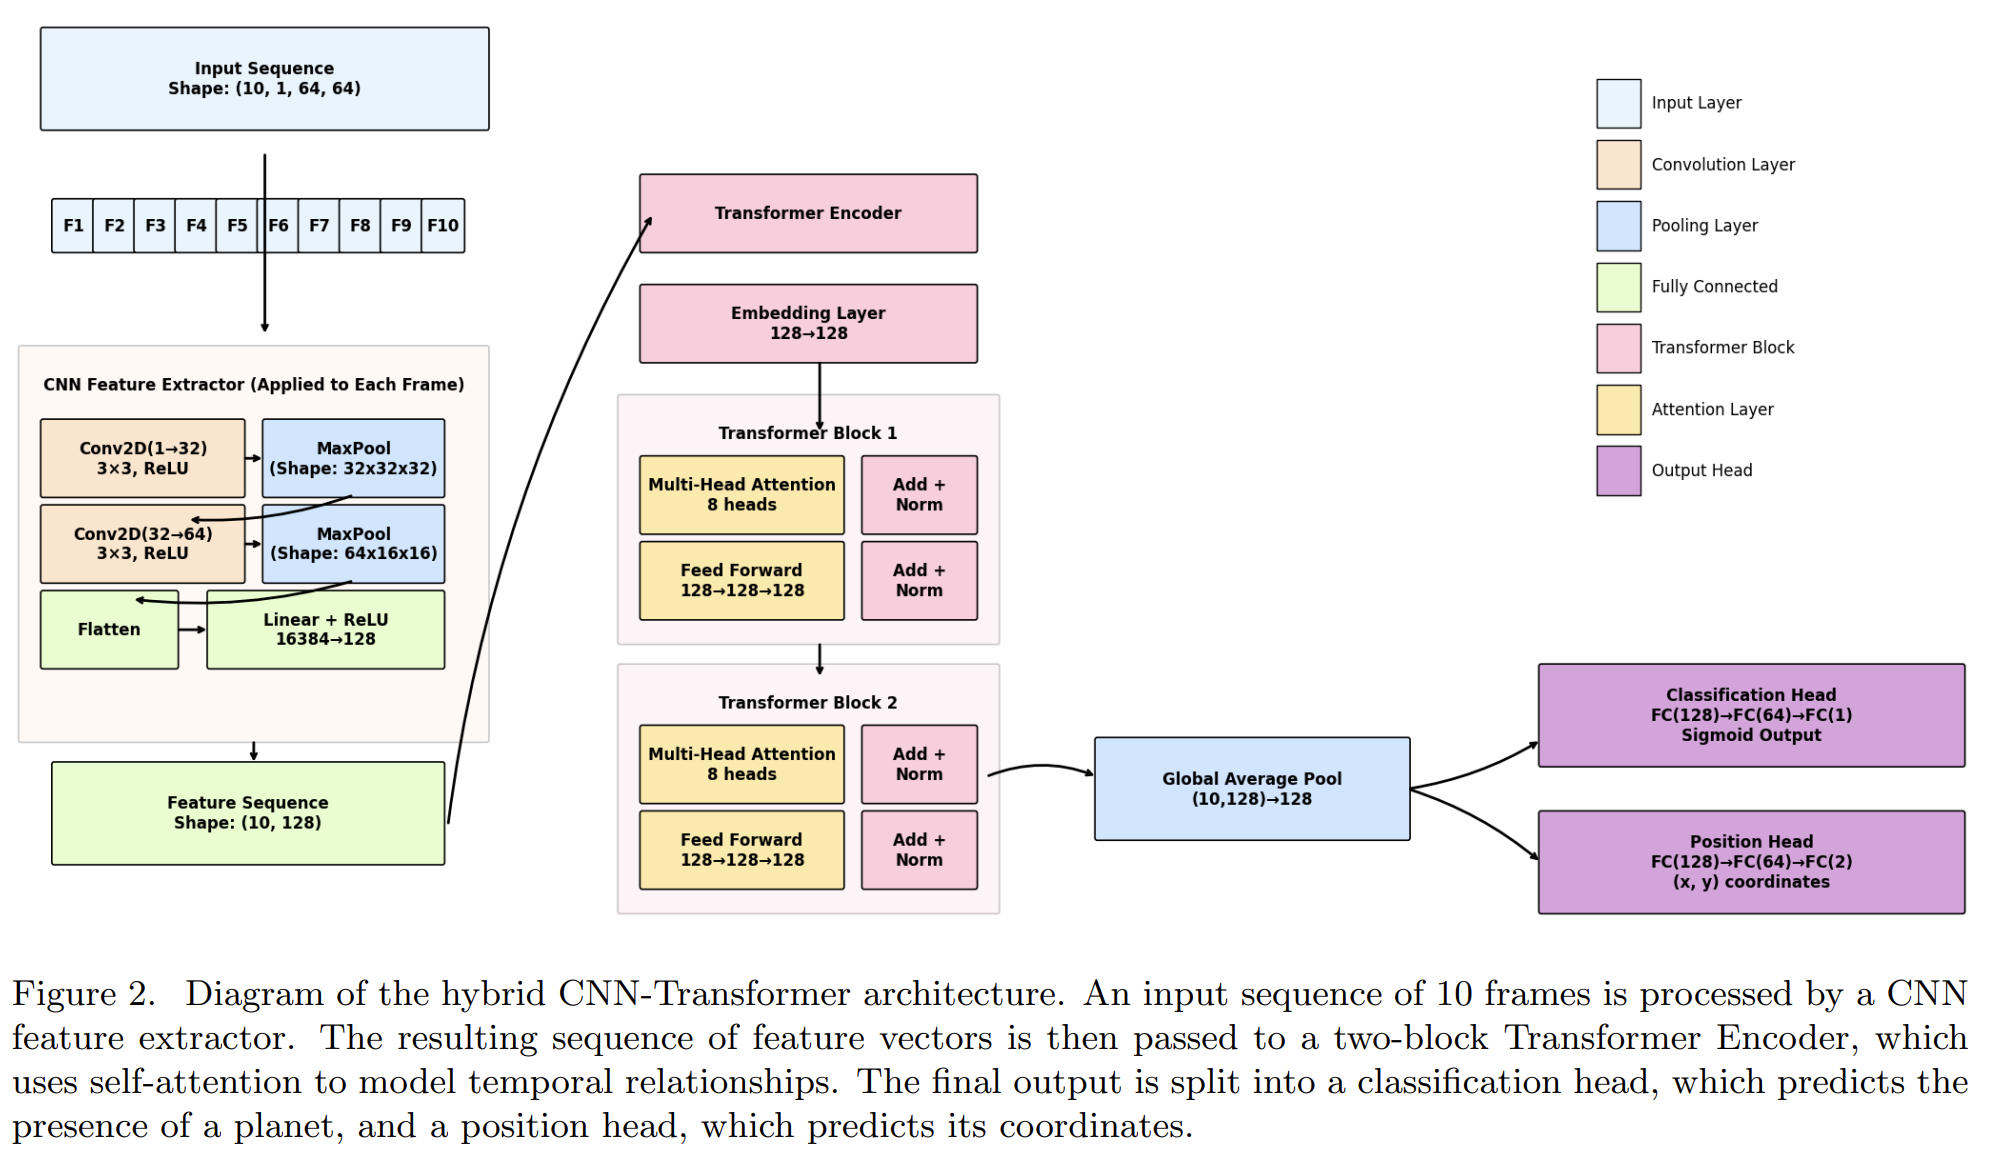 Input Sequence
Shape: (10, 1, 64, 64)
F1 F2 F3 F4 F5 F6 F7 F8 F9 F10
CNN Feature Extractor (Applied to Each Frame)
Conv2D(1→32)
3×3, ReLU
MaxPool
(Shape: 32x32x32)
Conv2D(32→64)
3×3, ReLU
MaxPool
(Shape: 64x16x16)
Flatten
Linear + ReLU
16384→128
Feature Sequence
Shape: (10, 128)
Transformer Encoder
Embedding Layer
128→128
Transformer Block 1
Multi-Head Attention
8 heads
Add +
Norm
Feed Forward
128→128→128
Add +
Norm
Transformer Block 2
Multi-Head Attention
8 heads
Add +
Norm
Feed Forward
128→128→128
Add +
Norm
Global Average Pool
(10,128)→128
Classification Head
FC(128)→FC(64)→FC(1)
Sigmoid Output
Position Head
FC(128)→FC(64)→FC(2)
(x, y) coordinates
Input Layer
Convolution Layer
Pooling Layer
Fully Connected
Transformer Block
Attention Layer
Output Head
Figure 2. Diagram of the hybrid CNN-Transformer architecture. An input sequence of 10 frames is processed by a CNN
feature extractor. The resulting sequence of feature vectors is then passed to a two-block Transformer Encoder, which
uses self-attention to model temporal relationships. The final output is split into a classification head, which predicts the
presence of a planet, and a position head, which predicts its coordinates.